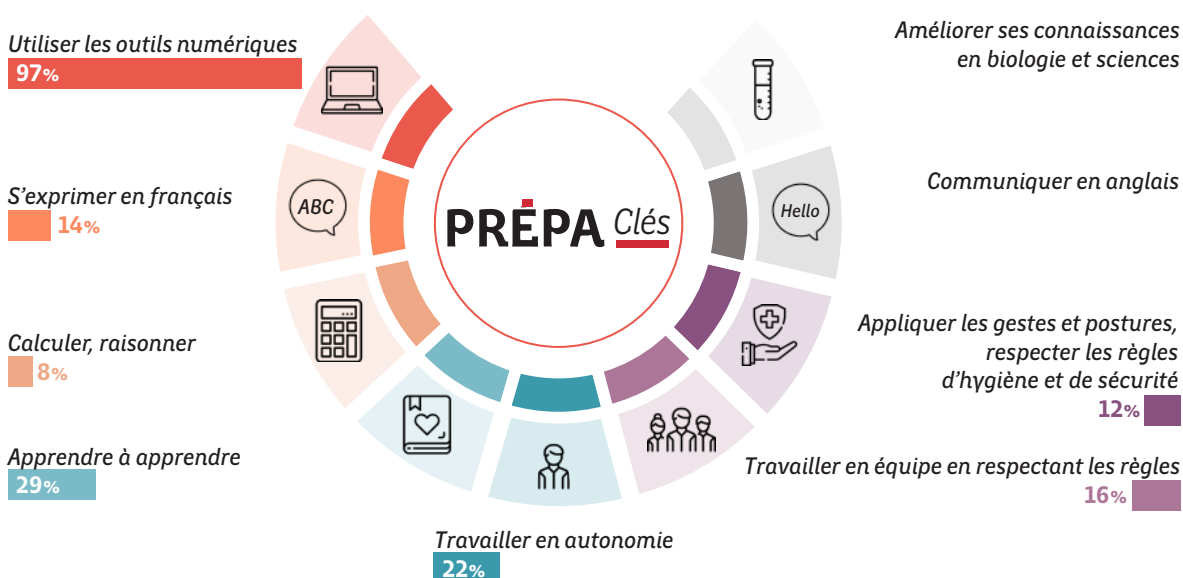 Utiliser les outils numériques
97%
S'exprimer en français
14%
Calculer, raisonner
8%
Apprendre à apprendre
29%
Travailler en autonomie
22%
ABC
PRÉPA Clés
Hello
Améliorer ses connaissances
en biologie et sciences
Communiquer en anglais
Appliquer les gestes et postures,
respecter les règles
d'hygiène et de sécurité
12%
Travailler en équipe en respectant les règles
16%